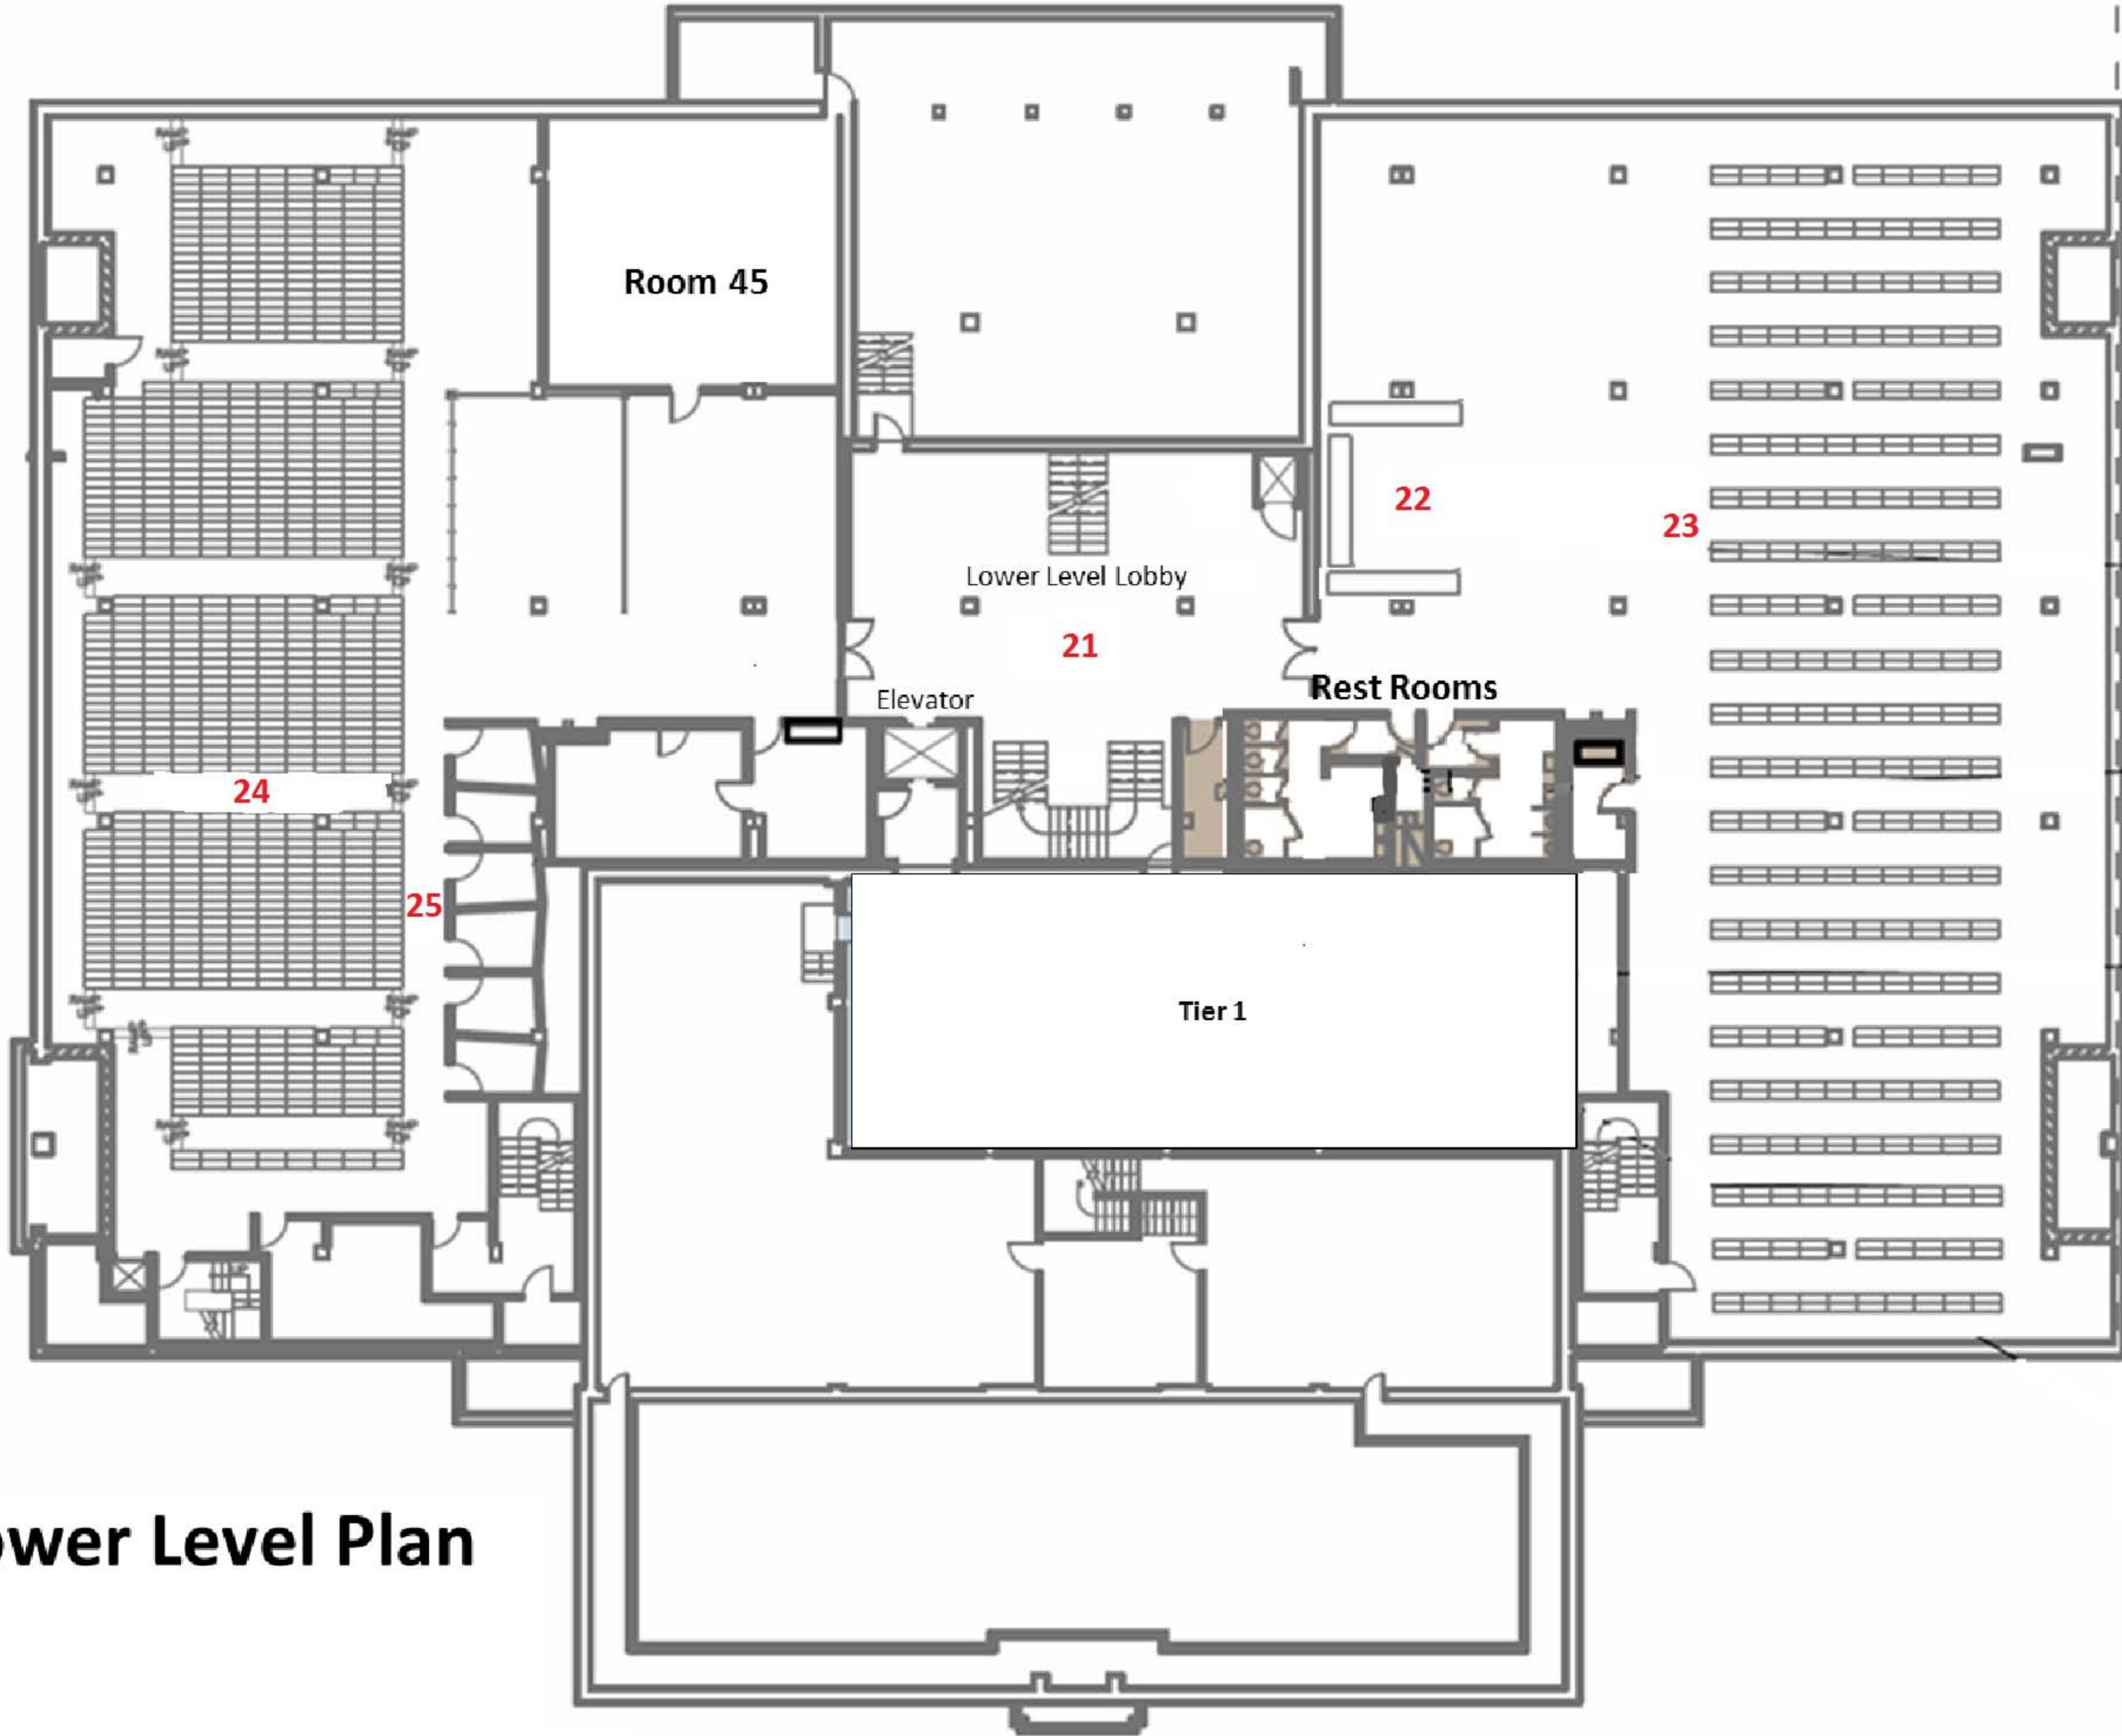 Room 45
22
23
Lower Level Lobby
21
Rest Rooms
Elevator
24
25
Tier 1
ower Level Plan